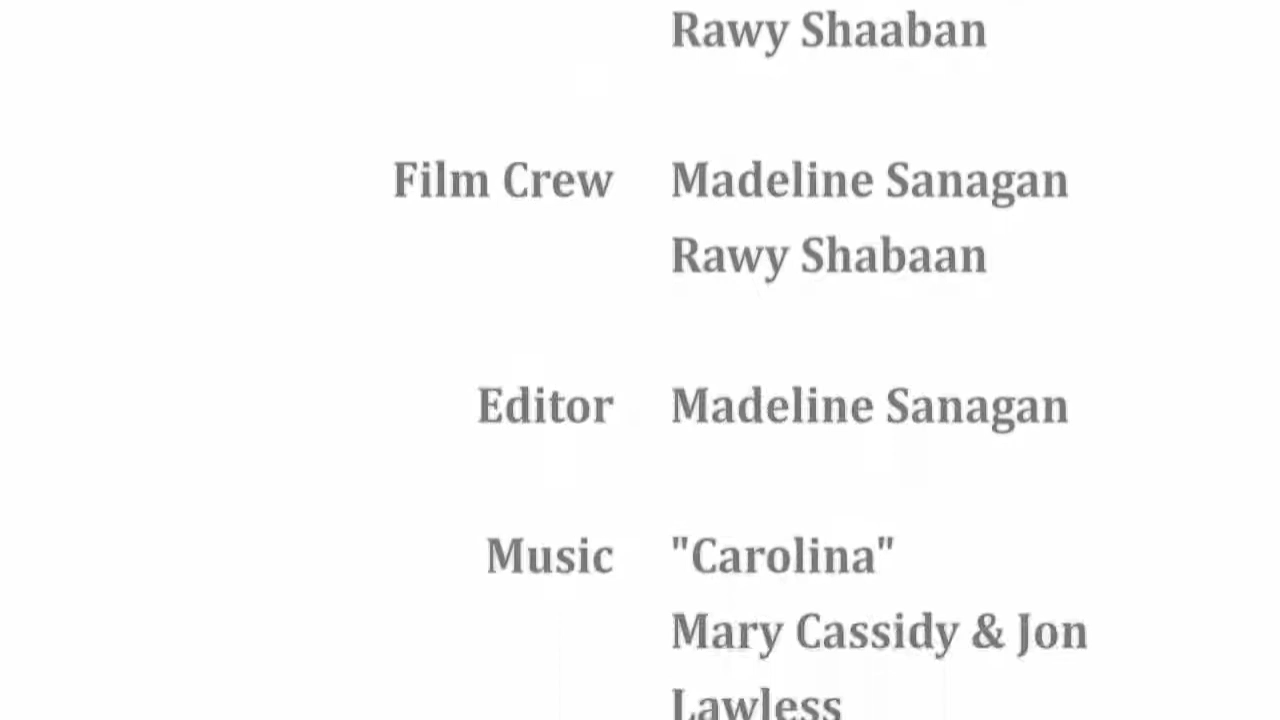 Rawy Shaaban
Film Crew Madeline Sanagan
Rawy Shabaan
Editor Madeline Sanagan
Music "Carolina"
Mary Cassidy & Jon
Lawless